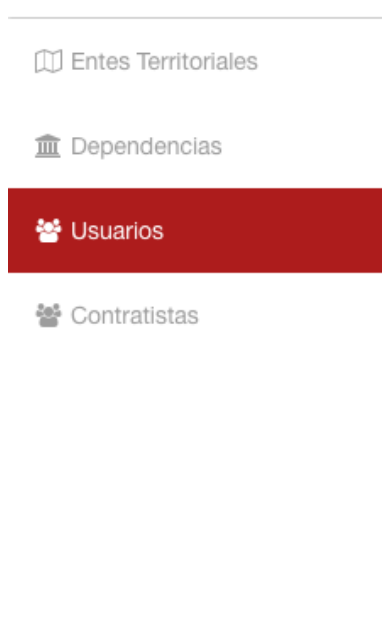 Entes Territoriales
Dependencias
Usuarios
Contratistas